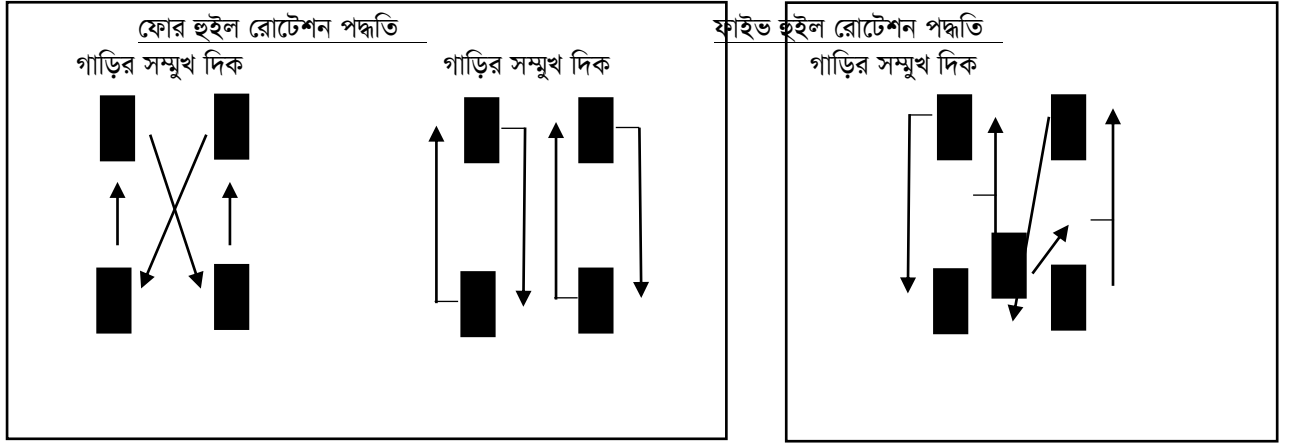 ফোর হুইল রোটেশন পদ্ধতি
গাড়ির সম্মুখ দিক
গাড়ির সম্মুখ দিক
ফাইভ হুইল রোটেশন পদ্ধতি
গাড়ির সম্মুখ দিক